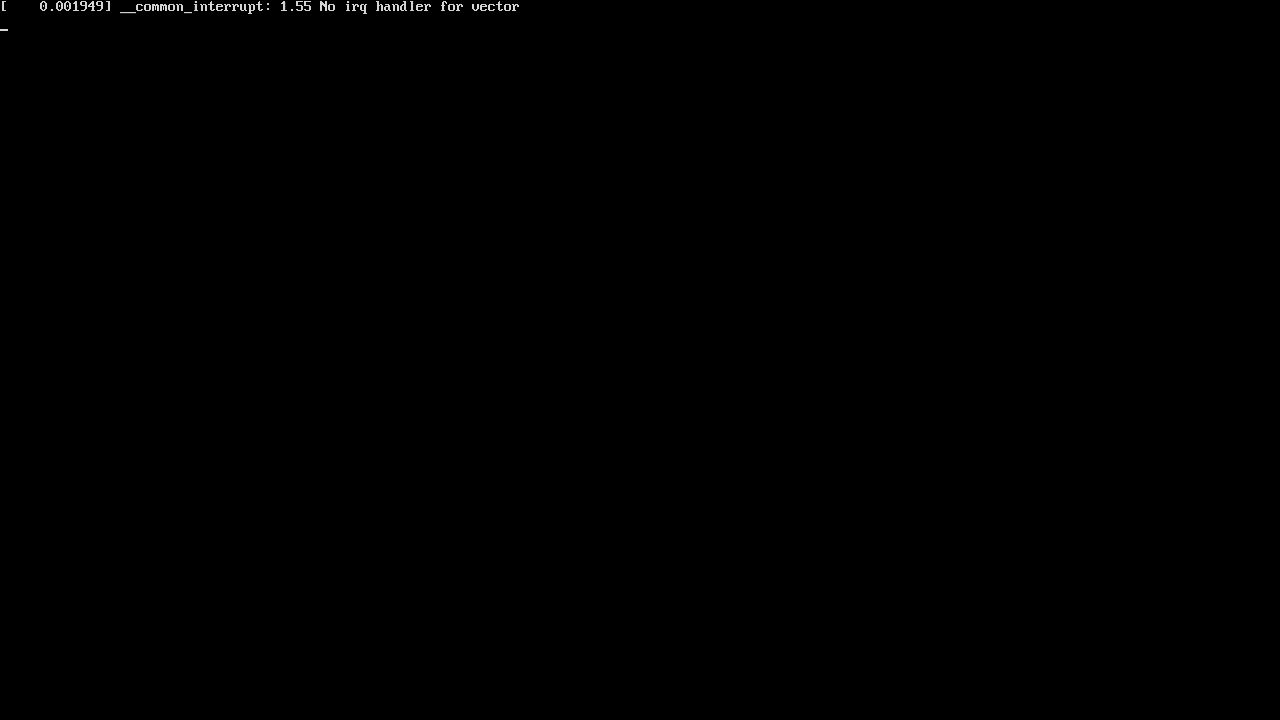 [    0.001949] __common_interrupt: 1.55 No irq handler for vector